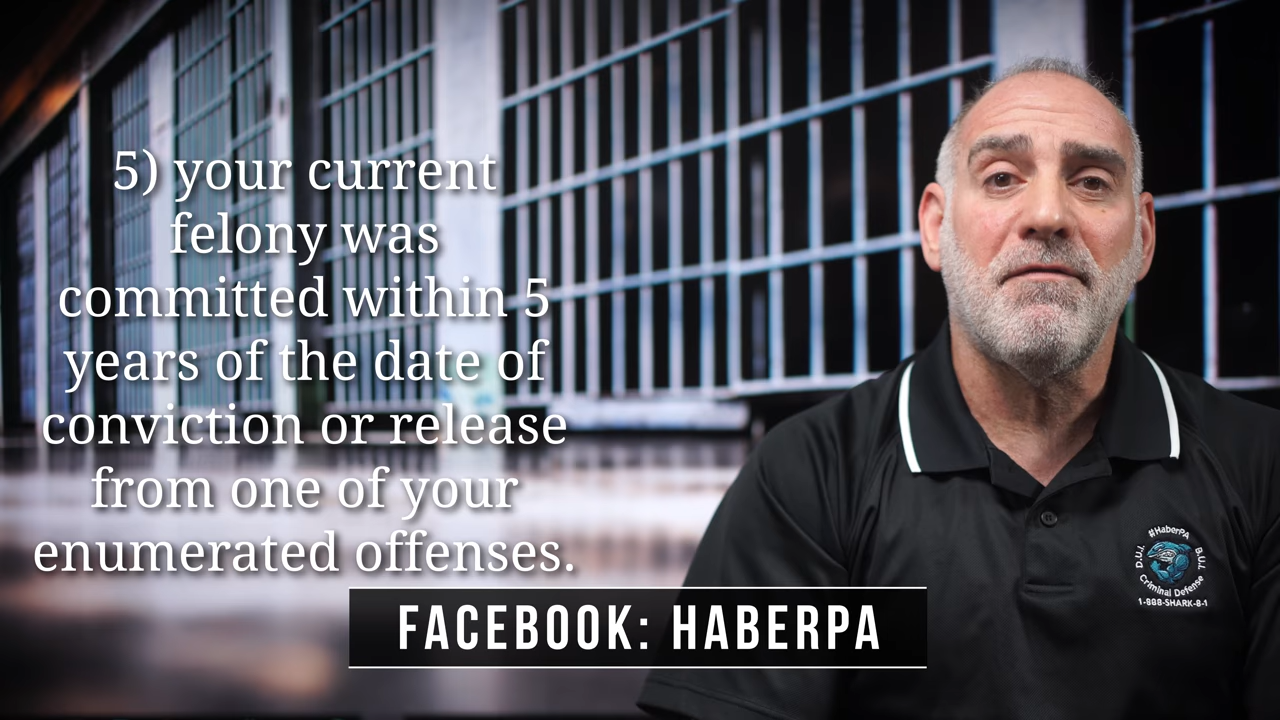 5) your current
felony was
committed within 5
years of the date of
conviction or release
from one of your
enumerated offenses.
FACEBOOK: HABERPA
#HaberPA
D.U.I.
B.U.I.
Criminal Defense
1-888-SHARK-8-1